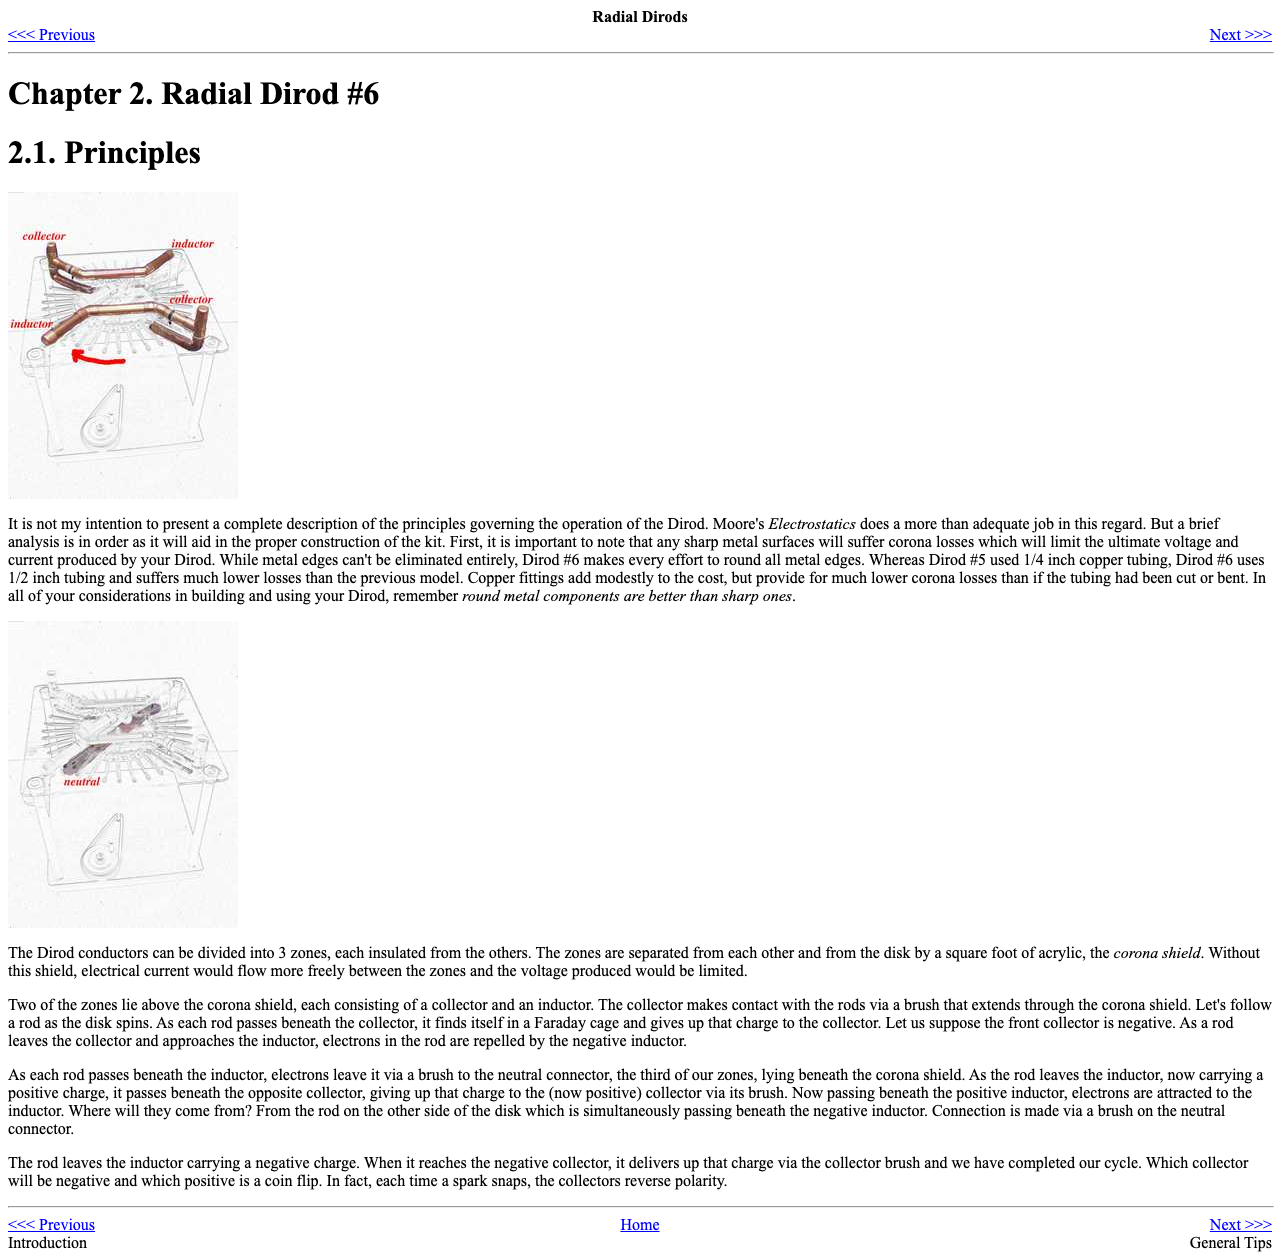 Radial Dirods
<<< Previous
Next >>>
Chapter 2. Radial Dirod #6
2.1. Principles
collector
inductor
collector
inductor
It is not my intention to present a complete description of the principles governing the operation of the Dirod. Moore's Electrostatics does a more than adequate job in this regard. But a brief
analysis is in order as it will aid in the proper construction of the kit. First, it is important to note that any sharp metal surfaces will suffer corona losses which will limit the ultimate voltage and
current produced by your Dirod. While metal edges can't be eliminated entirely, Dirod #6 makes every effort to round all metal edges. Whereas Dirod #5 used 1/4 inch copper tubing, Dirod #6 uses
1/2 inch tubing and suffers much lower losses than the previous model. Copper fittings add modestly to the cost, but provide for much lower corona losses than if the tubing had been cut or bent. In
all of your considerations in building and using your Dirod, remember round metal components are better than sharp ones.
neutral
The Dirod conductors can be divided into 3 zones, each insulated from the others. The zones are separated from each other and from the disk by a square foot of acrylic, the corona shield. Without
this shield, electrical current would flow more freely between the zones and the voltage produced would be limited.
Two of the zones lie above the corona shield, each consisting of a collector and an inductor. The collector makes contact with the rods via a brush that extends through the corona shield. Let's follow
a rod as the disk spins. As each rod passes beneath the collector, it finds itself in a Faraday cage and gives up that charge to the collector. Let us suppose the front collector is negative. As a rod
leaves the collector and approaches the inductor, electrons in the rod are repelled by the negative inductor.
As each rod passes beneath the inductor, electrons leave it via a brush to the neutral connector, the third of our zones, lying beneath the corona shield. As the rod leaves the inductor, now carrying a
positive charge, it passes beneath the opposite collector, giving up that charge to the (now positive) collector via its brush. Now passing beneath the positive inductor, electrons are attracted to the
inductor. Where will they come from? From the rod on the other side of the disk which is simultaneously passing beneath the negative inductor. Connection is made via a brush on the neutral
connector.
The rod leaves the inductor carrying a negative charge. When it reaches the negative collector, it delivers up that charge via the collector brush and we have completed our cycle. Which collector
will be negative and which positive is a coin flip. In fact, each time a spark snaps, the collectors reverse polarity.
<<< Previous
Home
Next >>>
Introduction
General Tips